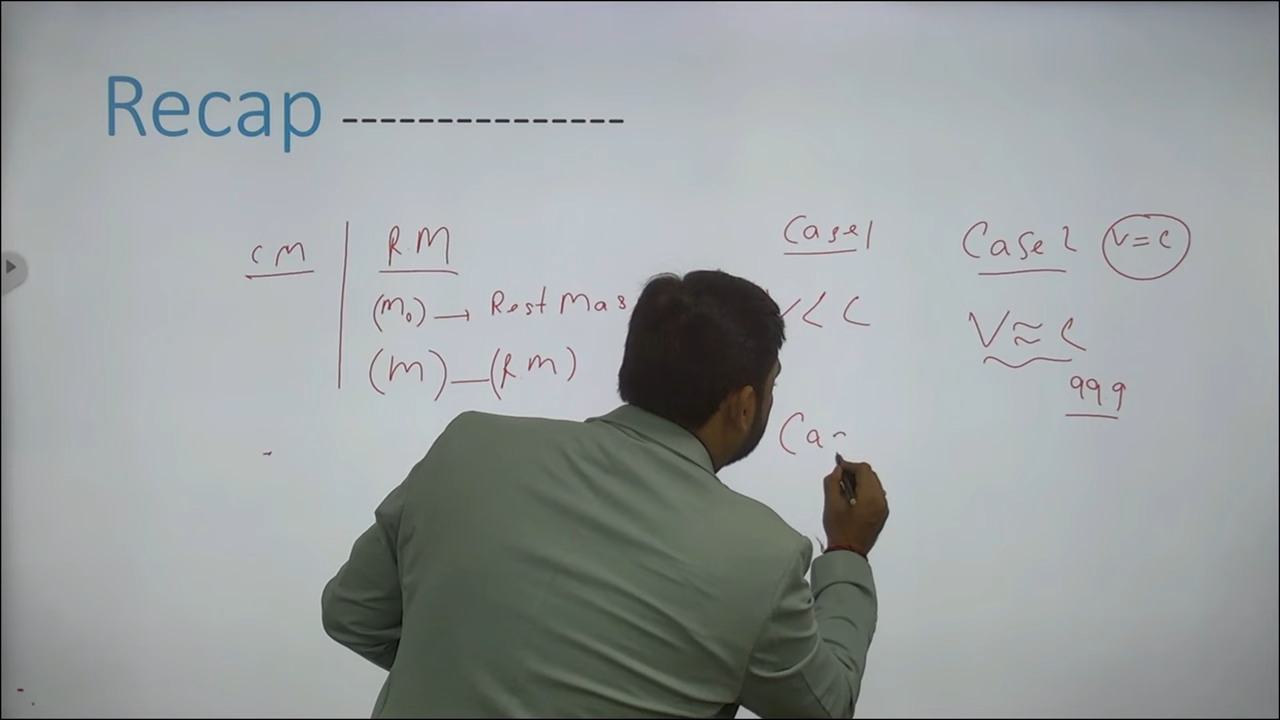 Recap ---------------
CM
RM
(M₀) → Rest Mas
(M) — (RM)
Case 1
V < C
Case 2
V = C
V ≈ C
999
Ca